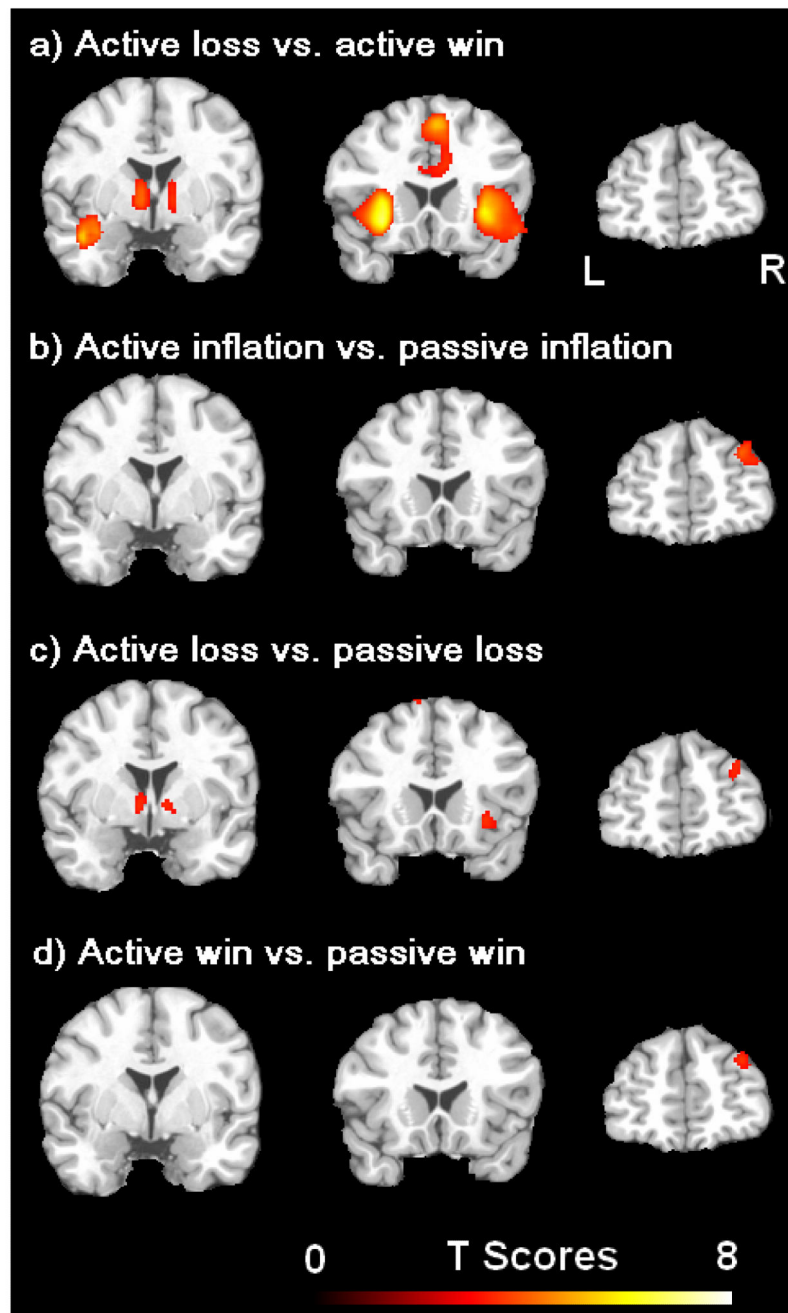 a) Active loss vs. active win
L R
b) Active inflation vs. passive inflation
c) Active loss vs. passive loss
d) Active win vs. passive win
0 T Scores 8